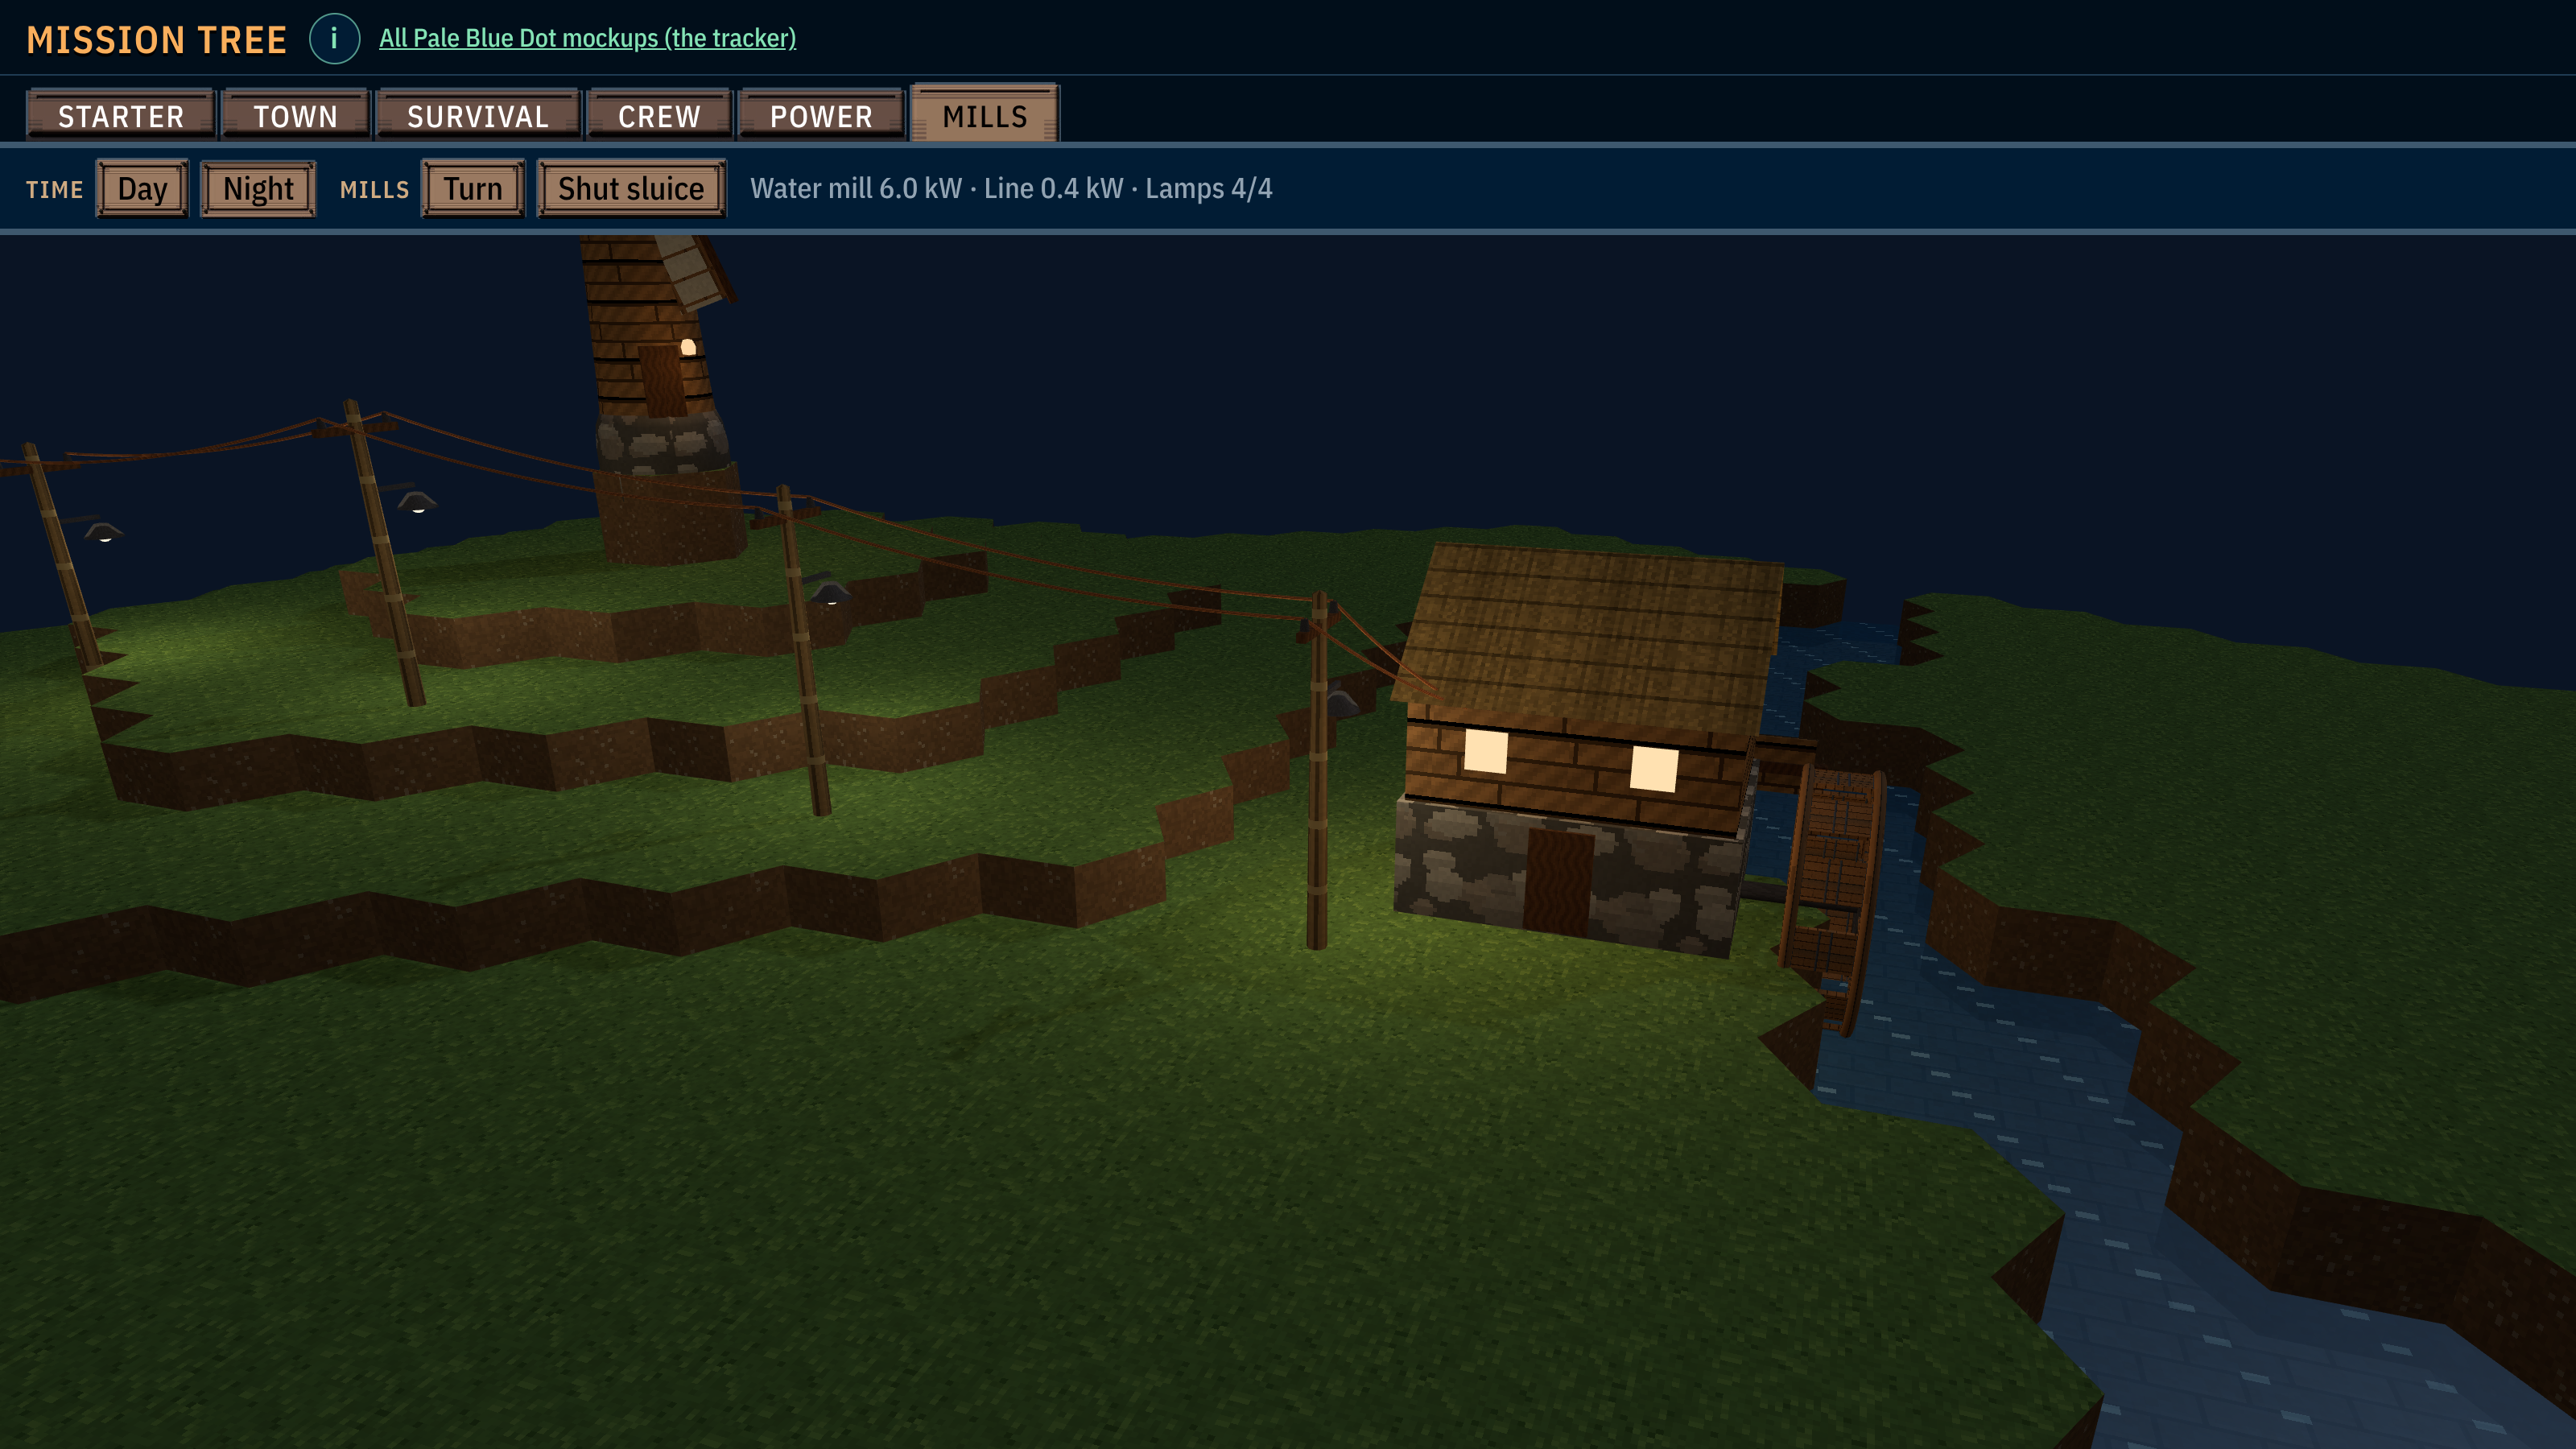 MISSION TREE i All Pale Blue Dot mockups (the tracker)
STARTER TOWN SURVIVAL CREW POWER MILLS
TIME Day Night MILLS Turn Shut sluice Water mill 6.0 kW · Line 0.4 kW · Lamps 4/4